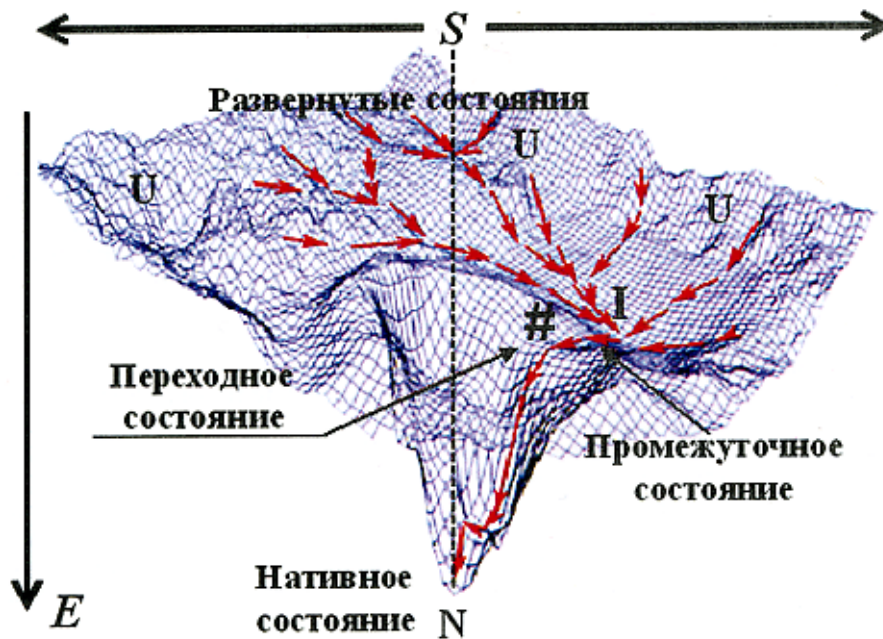 S
Развернутые состояния
U
U
U
I
#
Переходное
состояние
Промежуточное
состояние
Нативное
состояние
N
E